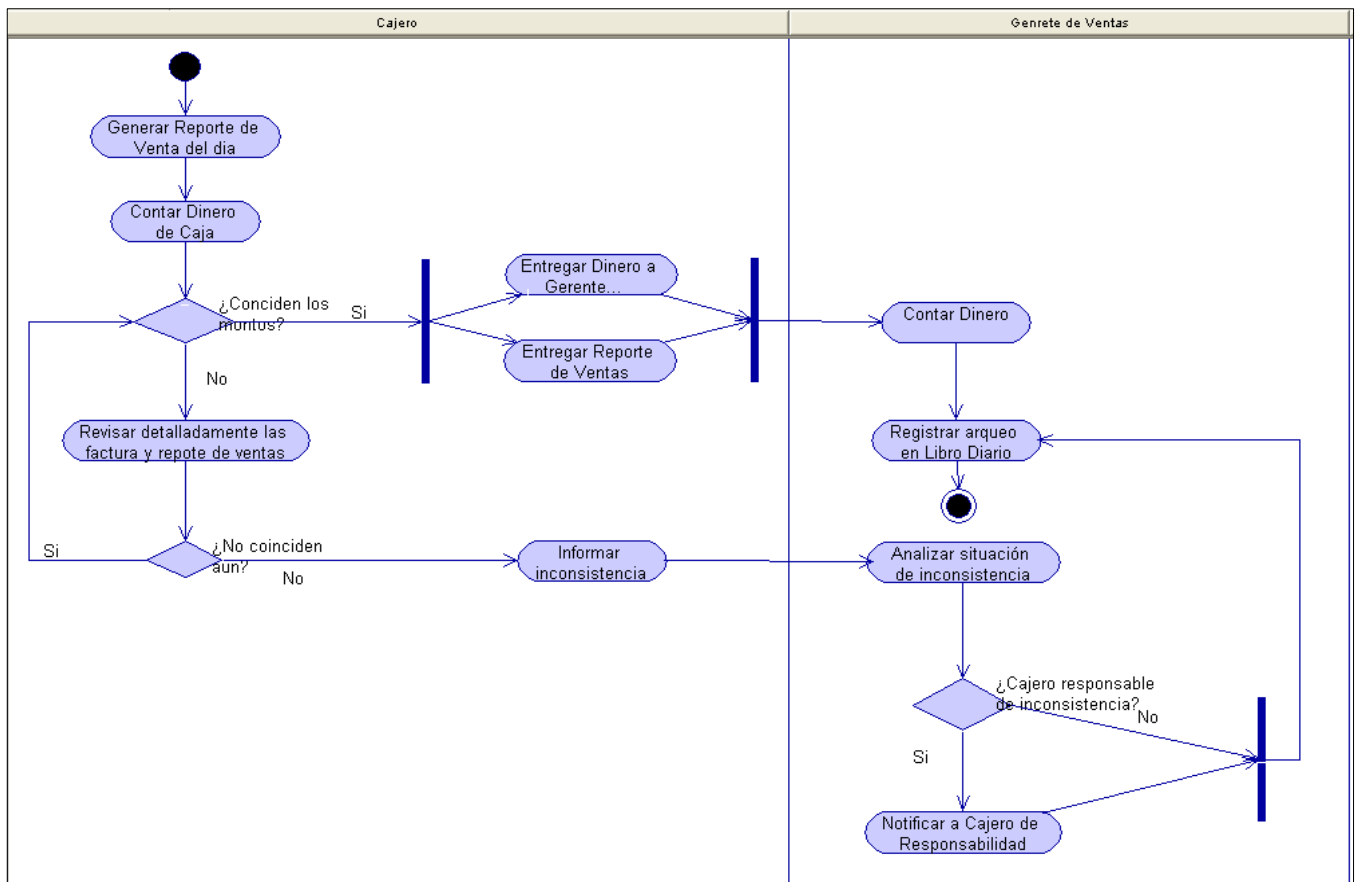 Cajero
Genrete de Ventas
Generar Reporte de
Venta del dia
Contar Dinero
de Caja
¿Conciden los
montos?
Si
Entregar Dinero a
Gerente...
Entregar Reporte
de Ventas
Contar Dinero
No
Revisar detalladamente las
factura y repote de ventas
Registrar arqueo
en Libro Diario
Si
¿No coinciden
aun?
No
Informar
inconsistencia
Analizar situación
de inconsistencia
¿Cajero responsable
de inconsistencia?
No
Si
Notificar a Cajero de
Responsabilidad